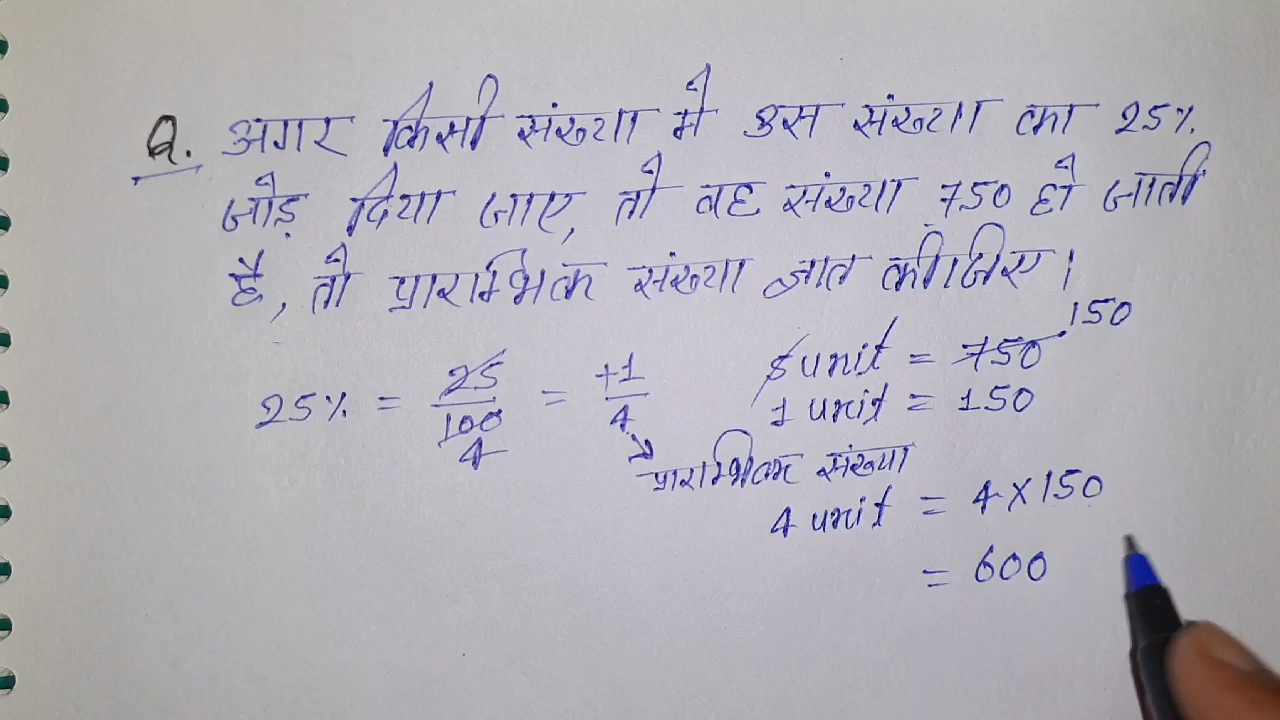 Q. अगर किसी संख्या में उस संख्या का 25%
जोड़ दिया जाए, तो वह संख्या 750 हो जाती
है, तो प्रारम्भिक संख्या ज्ञात कीजिए।
25% = 25/100 = +1/4
4
5 unit = 750 150
1 unit = 150
प्रारम्भिक संख्या
4 unit = 4×150
= 600